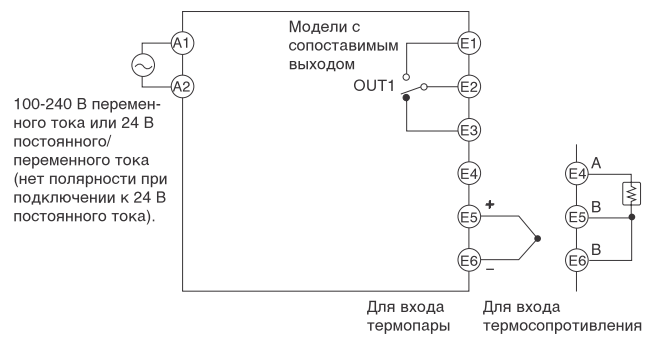 Модели с
сопоставимым
выходом
A1
A2
E1
OUT1
E2
E3
E4
E5
+
E6
–
100-240 В перемен-
ного тока или 24 В
постоянного/
переменного тока
(нет полярности при
подключении к 24 В
постоянного тока).
E4
A
E5
B
E6
B
Для входа
термопары
Для входа
термосопротивления